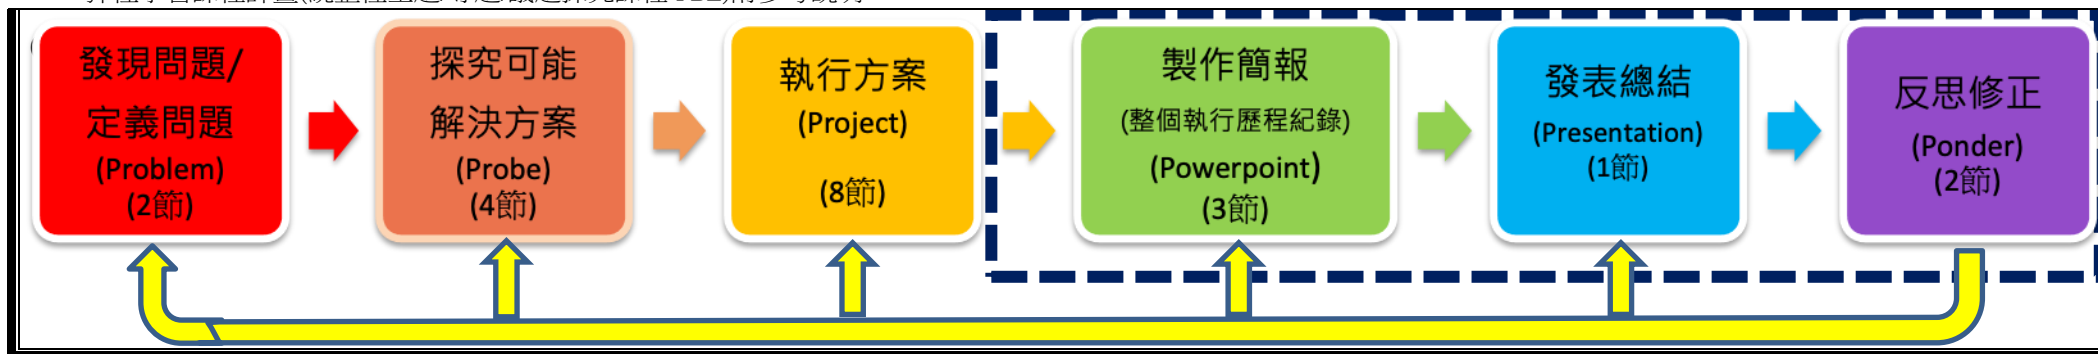 發現問題/
定義問題
(Problem)
(2節)
探究可能
解決方案
(Probe)
(4節)
執行方案
(Project)
(8節)
製作簡報
(整個執行歷程紀錄)
(Powerpoint)
(3節)
發表總結
(Presentation)
(1節)
反思修正
(Ponder)
(2節)